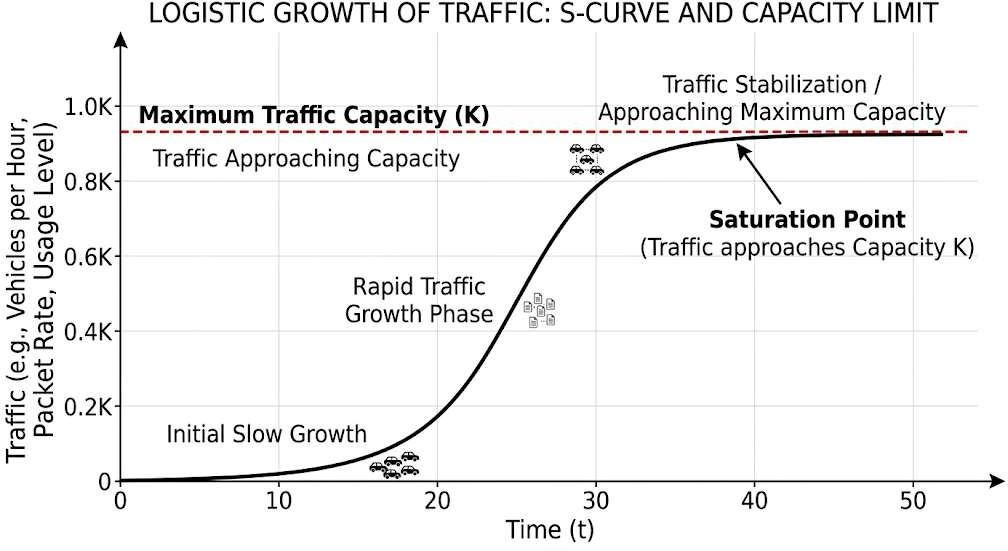 LOGISTIC GROWTH OF TRAFFIC: S-CURVE AND CAPACITY LIMIT
Traffic (e.g., Vehicles per Hour,
Packet Rate, Usage Level)
1.0K
0.8K
0.6K
0.4K
0.2K
0
Maximum Traffic Capacity (K)
Traffic Stabilization /
Approaching Maximum Capacity
Traffic Approaching Capacity
Saturation Point
(Traffic approaches Capacity K)
Rapid Traffic
Growth Phase
Initial Slow Growth
0 10 20 30 40 50
Time (t)